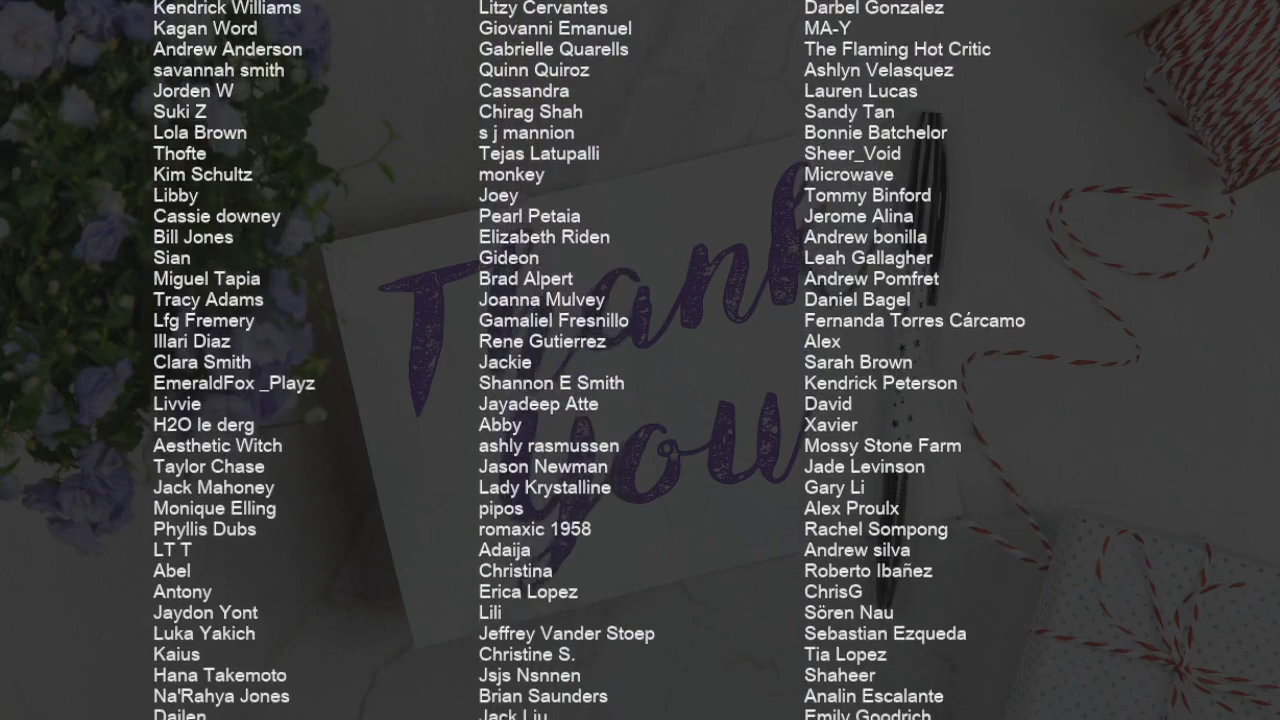 Kendrick Williams
Kagan Word
Andrew Anderson
savannah smith
Jorden W
Suki Z
Lola Brown
Thofte
Kim Schultz
Libby
Cassie downey
Bill Jones
Sian
Miguel Tapia
Tracy Adams
Lfg Fremery
Illari Diaz
Clara Smith
EmeraldFox _Playz
Livvie
H2O le derg
Aesthetic Witch
Taylor Chase
Jack Mahoney
Monique Elling
Phyllis Dubs
LT T
Abel
Antony
Jaydon Yont
Luka Yakich
Kaius
Hana Takemoto
Na'Rahya Jones
Dailen
Litzy Cervantes
Giovanni Emanuel
Gabrielle Quarells
Quinn Quiroz
Cassandra
Chirag Shah
s j mannion
Tejas Latupalli
monkey
Joey
Pearl Petaia
Elizabeth Riden
Gideon
Brad Alpert
Joanna Mulvey
Gamaliel Fresnillo
Rene Gutierrez
Jackie
Shannon E Smith
Jayadeep Atte
Abby
ashly rasmussen
Jason Newman
Lady Krystalline
pipos
romaxic 1958
Adaija
Christina
Erica Lopez
Lili
Jeffrey Vander Stoep
Christine S.
Jsjs Nsnnen
Brian Saunders
Jack Liu
Darbel Gonzalez
MA-Y
The Flaming Hot Critic
Ashlyn Velasquez
Lauren Lucas
Sandy Tan
Bonnie Batchelor
Sheer_Void
Microwave
Tommy Binford
Jerome Alina
Andrew bonilla
Leah Gallagher
Andrew Pomfret
Daniel Bagel
Fernanda Torres Cárcamo
Alex
Sarah Brown
Kendrick Peterson
David
Xavier
Mossy Stone Farm
Jade Levinson
Gary Li
Alex Proulx
Rachel Sompong
Andrew silva
Roberto Ibañez
ChrisG
Sören Nau
Sebastian Ezqueda
Tia Lopez
Shaheer
Analin Escalante
Emily Goodrich
Thank
you